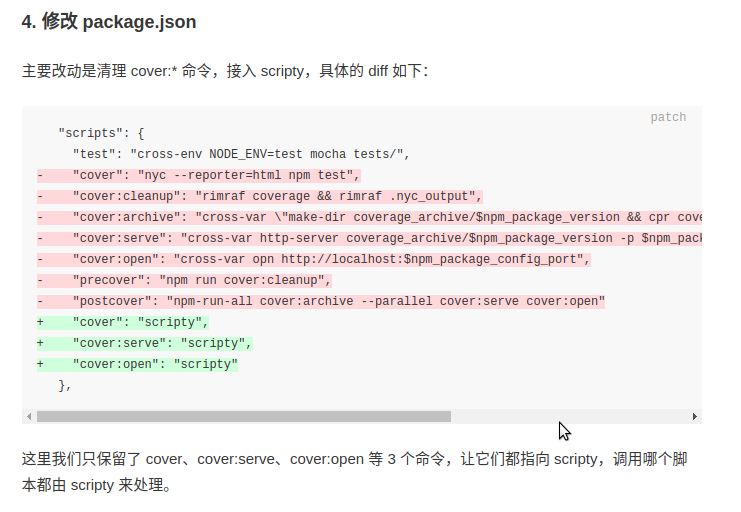 4. 修改 package.json
主要改动是清理 cover:* 命令，接入 scripty，具体的 diff 如下：
patch
"scripts": {
"test": "cross-env NODE_ENV=test mocha tests/",
-    "cover": "nyc --reporter=html npm test",
-    "cover:cleanup": "rimraf coverage && rimraf .nyc_output",
-    "cover:archive": "cross-var \"make-dir coverage_archive/$npm_package_version && cpr cove
-    "cover:serve": "cross-var http-server coverage_archive/$npm_package_version -p $npm_pack
-    "cover:open": "cross-var opn http://localhost:$npm_package_config_port",
-    "precover": "npm run cover:cleanup",
-    "postcover": "npm-run-all cover:archive --parallel cover:serve cover:open"
+    "cover": "scripty",
+    "cover:serve": "scripty",
+    "cover:open": "scripty"
},
这里我们只保留了 cover、cover:serve、cover:open 等 3 个命令，让它们都指向 scripty，调用哪个脚
本都由 scripty 来处理。